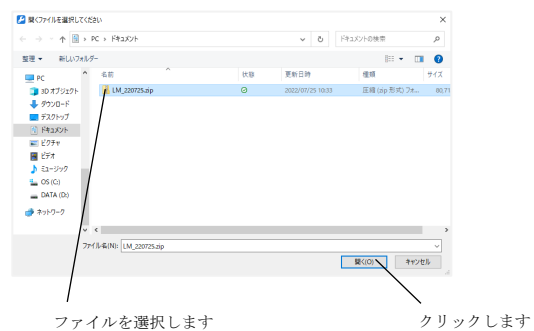 開くファイルを選択してください
PC › ドキュメント
ドキュメントの検索
整理 新しいフォルダー
名前 状態 更新日時 種類 サイズ
LM_220725.zip 2022/07/25 10:33 圧縮 (zip 形式) フォ... 80,71
PC
3D オブジェクト
ダウンロード
デスクトップ
ドキュメント
ピクチャ
ビデオ
ミュージック
OS (C:)
DATA (D:)
ネットワーク
ファイル名(N): LM_220725.zip
開く(O) キャンセル
ファイルを選択します
クリックします